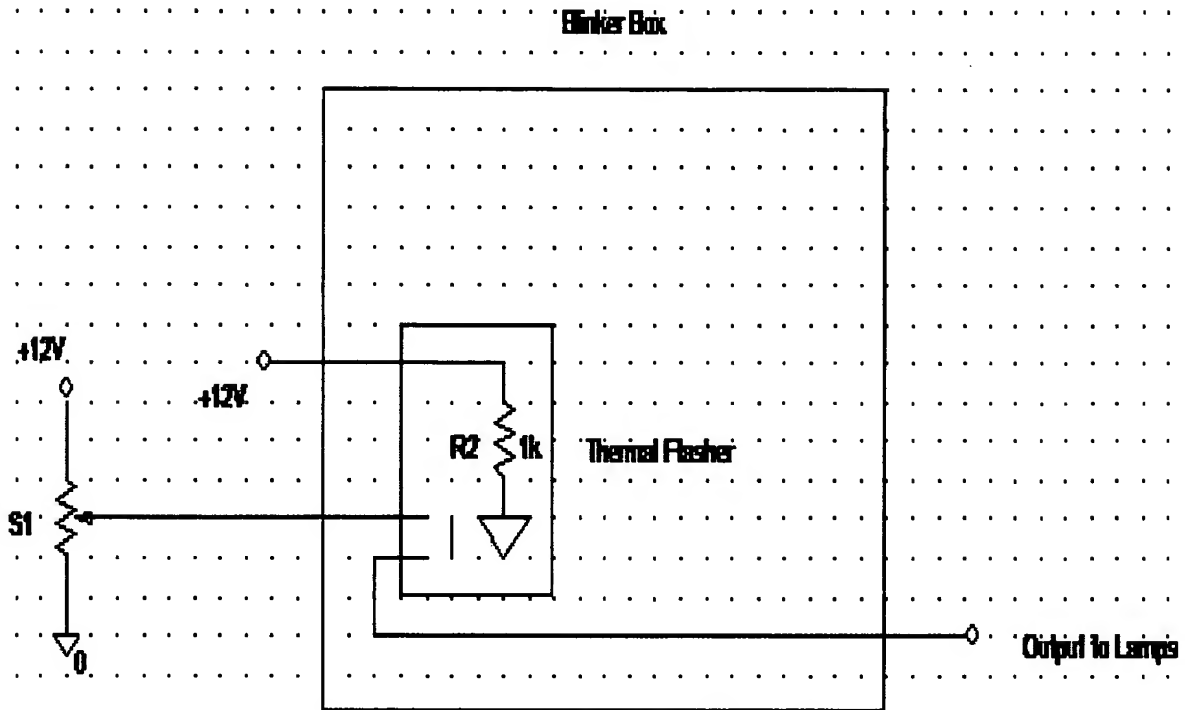 Blinker Box
+12V
+12V
R2 1k
Thermal Flasher
S1
0
Output To Lamps